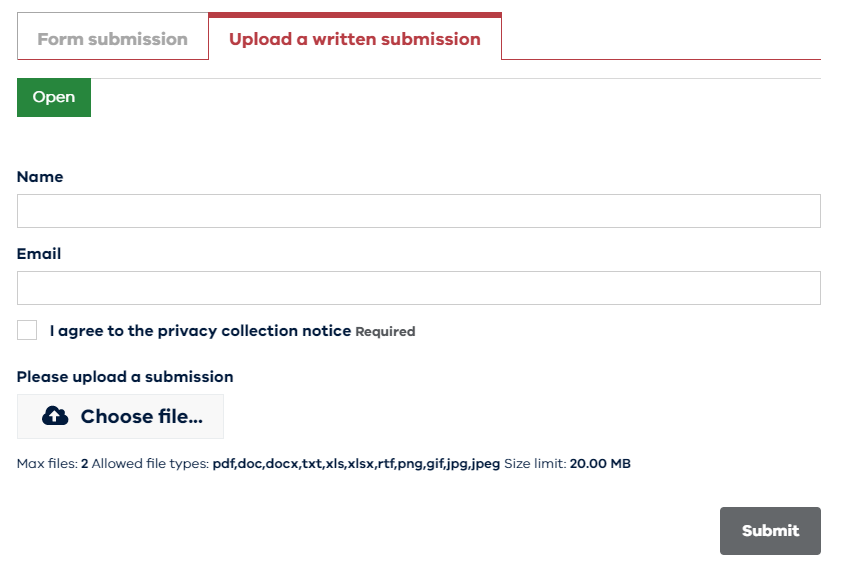 Form submission
Upload a written submission
Open
Name
Email
I agree to the privacy collection notice Required
Please upload a submission
Choose file...
Max files: 2 Allowed file types: pdf,doc,docx,txt,xls,xlsx,rtf,png,gif,jpg,jpeg Size limit: 20.00 MB
Submit